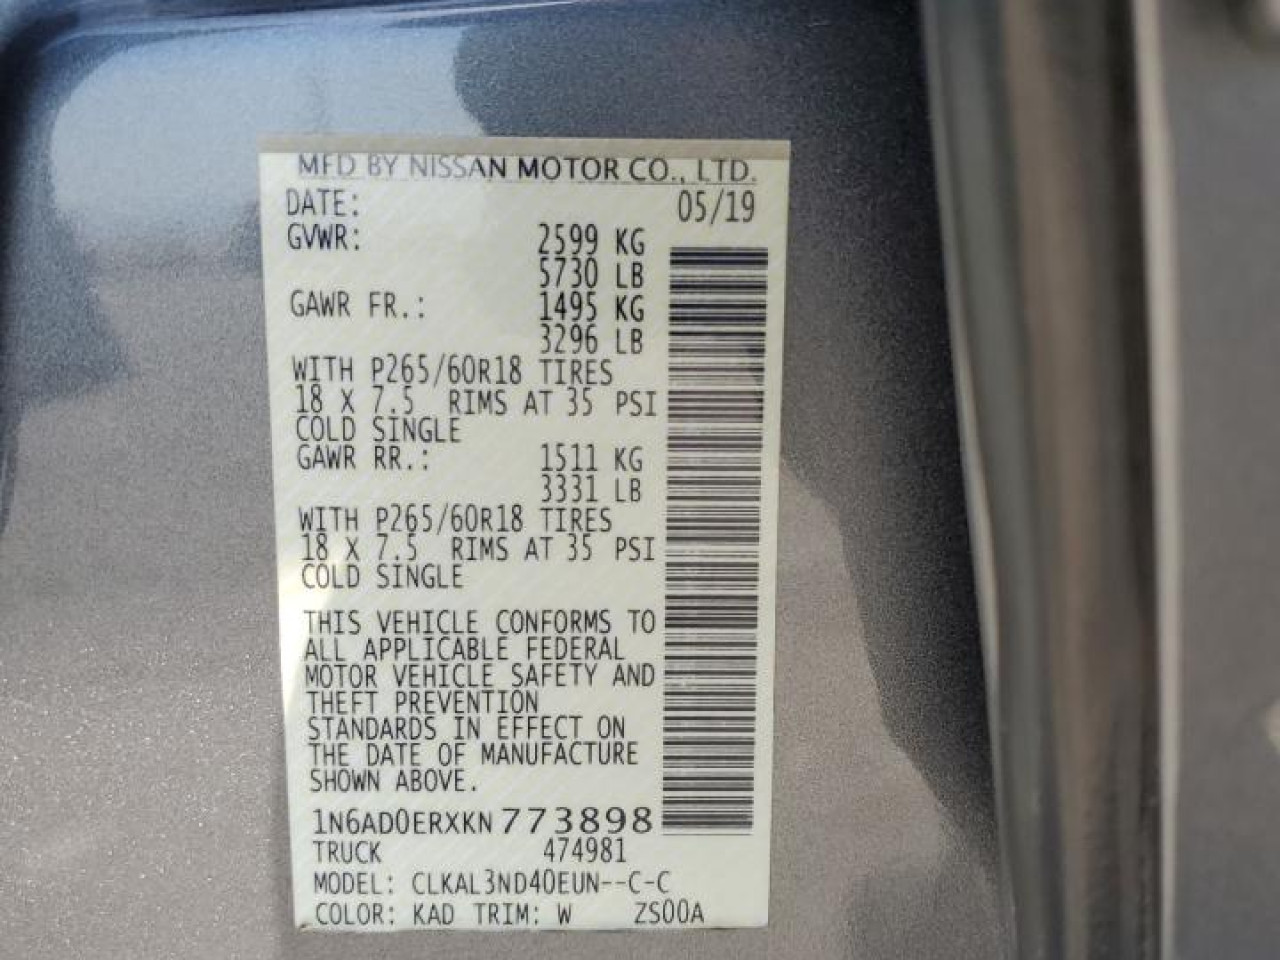 MFD BY NISSAN MOTOR CO., LTD.
DATE: 05/19
GVWR: 2599 KG
5730 LB
GAWR FR.: 1495 KG
3296 LB
WITH P265/60R18 TIRES
18 X 7.5 RIMS AT 35 PSI
COLD SINGLE
GAWR RR.: 1511 KG
3331 LB
WITH P265/60R18 TIRES
18 X 7.5 RIMS AT 35 PSI
COLD SINGLE
THIS VEHICLE CONFORMS TO
ALL APPLICABLE FEDERAL
MOTOR VEHICLE SAFETY AND
THEFT PREVENTION
STANDARDS IN EFFECT ON
THE DATE OF MANUFACTURE
SHOWN ABOVE.
1N6AD0ERXKN773898
TRUCK 474981
MODEL: CLKAL3ND40EUN--C-C
COLOR: KAD TRIM: W ZS00A